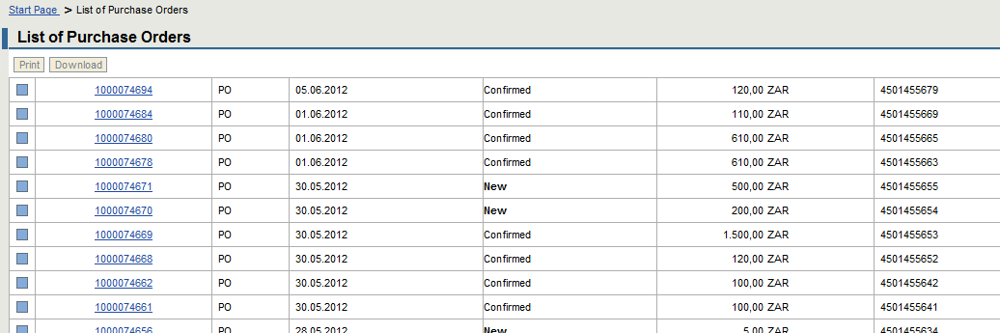 Start Page > List of Purchase Orders
List of Purchase Orders
Print Download
1000074694 PO 05.06.2012 Confirmed 120,00 ZAR 4501455679
1000074684 PO 01.06.2012 Confirmed 110,00 ZAR 4501455669
1000074680 PO 01.06.2012 Confirmed 610,00 ZAR 4501455665
1000074678 PO 01.06.2012 Confirmed 610,00 ZAR 4501455663
1000074671 PO 30.05.2012 New 500,00 ZAR 4501455655
1000074670 PO 30.05.2012 New 200,00 ZAR 4501455654
1000074669 PO 30.05.2012 Confirmed 1.500,00 ZAR 4501455653
1000074668 PO 30.05.2012 Confirmed 120,00 ZAR 4501455652
1000074662 PO 30.05.2012 Confirmed 100,00 ZAR 4501455642
1000074661 PO 30.05.2012 Confirmed 100,00 ZAR 4501455641
1000074656 PO 28.05.2012 New 5,00 ZAR 4501455634